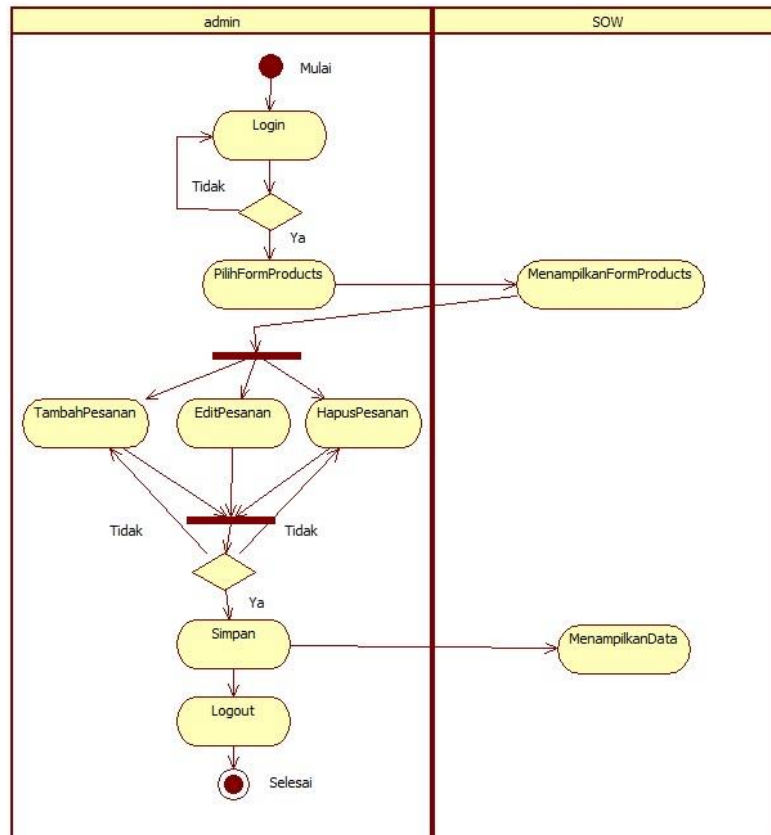 admin
SOW
Mulai
Login
Tidak
Ya
PilihFormProducts
MenampilkanFormProducts
TambahPesanan
EditPesanan
HapusPesanan
Tidak
Tidak
Ya
Simpan
MenampilkanData
Logout
Selesai